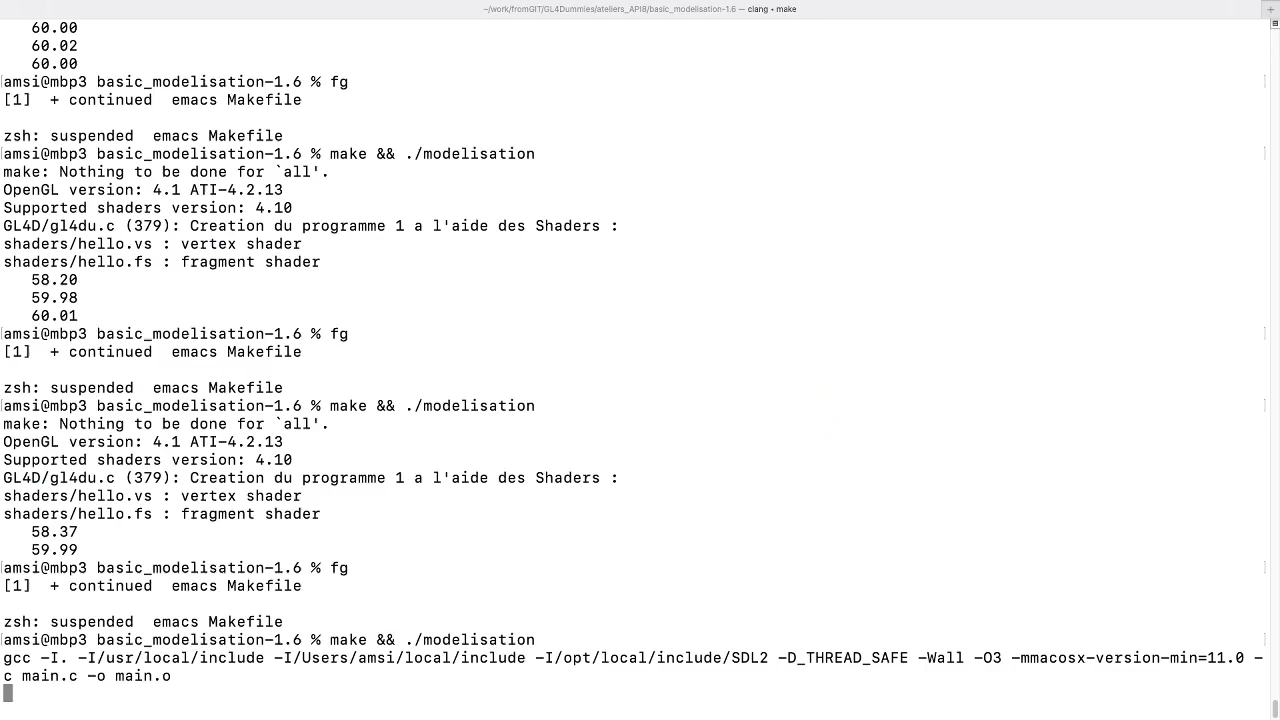 ~/work/fromGIT/GL4Dummies/ateliers_API8/basic_modelisation-1.6 — clang • make
60.00
60.02
60.00
amsi@mbp3 basic_modelisation-1.6 % fg
[1]  + continued  emacs Makefile
zsh: suspended  emacs Makefile
amsi@mbp3 basic_modelisation-1.6 % make && ./modelisation
make: Nothing to be done for `all'.
OpenGL version: 4.1 ATI-4.2.13
Supported shaders version: 4.10
GL4D/gl4du.c (379): Creation du programme 1 a l'aide des Shaders :
shaders/hello.vs : vertex shader
shaders/hello.fs : fragment shader
58.20
59.98
60.01
amsi@mbp3 basic_modelisation-1.6 % fg
[1]  + continued  emacs Makefile
zsh: suspended  emacs Makefile
amsi@mbp3 basic_modelisation-1.6 % make && ./modelisation
make: Nothing to be done for `all'.
OpenGL version: 4.1 ATI-4.2.13
Supported shaders version: 4.10
GL4D/gl4du.c (379): Creation du programme 1 a l'aide des Shaders :
shaders/hello.vs : vertex shader
shaders/hello.fs : fragment shader
58.37
59.99
amsi@mbp3 basic_modelisation-1.6 % fg
[1]  + continued  emacs Makefile
zsh: suspended  emacs Makefile
amsi@mbp3 basic_modelisation-1.6 % make && ./modelisation
gcc -I. -I/usr/local/include -I/Users/amsi/local/include -I/opt/local/include/SDL2 -D_THREAD_SAFE -Wall -O3 -mmacosx-version-min=11.0 -
c main.c -o main.o